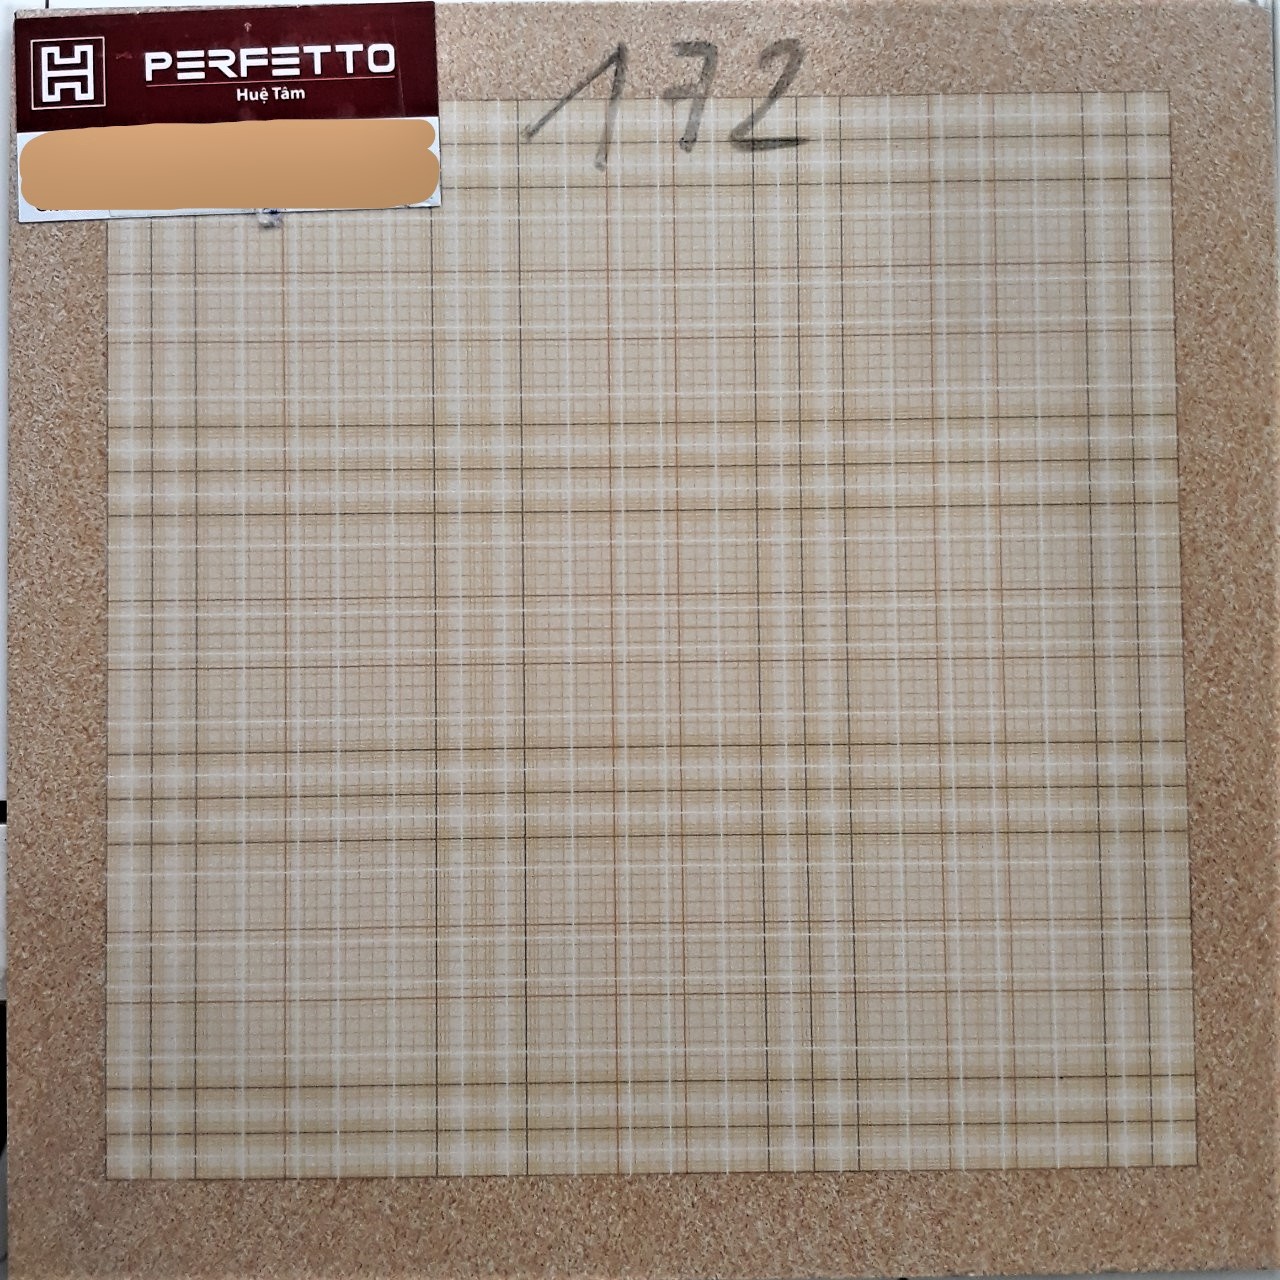 PERFETTO
Huệ Tâm
172